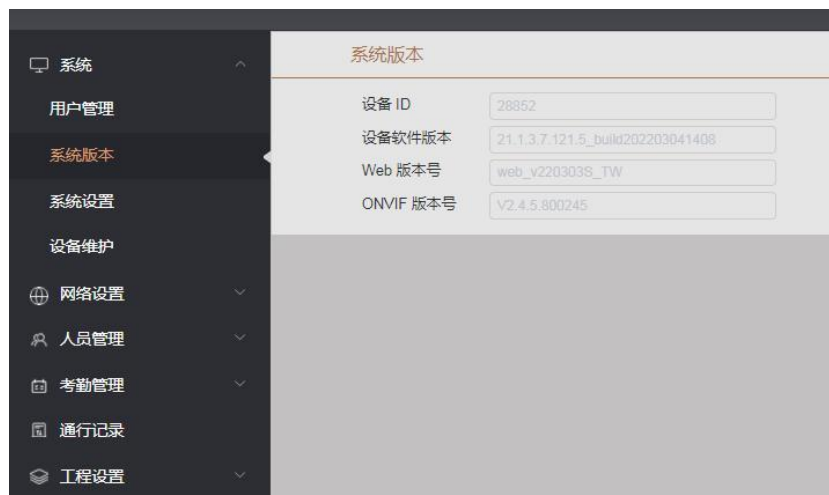 系统
用户管理
系统版本
系统设置
设备维护
网络设置
人员管理
考勤管理
通行记录
工程设置
系统版本
设备 ID 28852
设备软件版本 21.1.3.7.121.5_build202203041408
Web 版本号 web_v220303S_TW
ONVIF 版本号 V2.4.5.800245